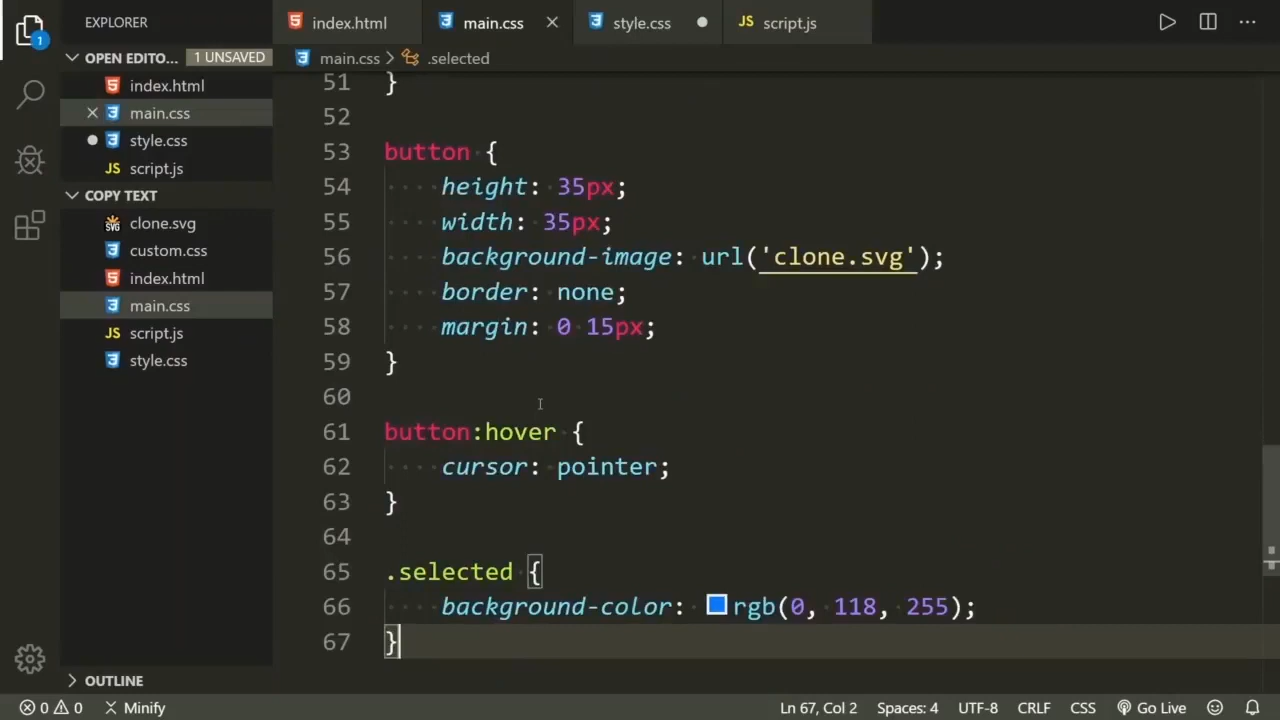 EXPLORER
index.html
main.css
style.css
JS script.js
1
OPEN EDITO... 1 UNSAVED
index.html
main.css
style.css
JS script.js
COPY TEXT
SVG clone.svg
custom.css
index.html
main.css
JS script.js
style.css
OUTLINE
main.css > .selected
51 }
52
53 button {
54 height: 35px;
55 width: 35px;
56 background-image: url('clone.svg');
57 border: none;
58 margin: 0 15px;
59 }
60
61 button:hover {
62 cursor: pointer;
63 }
64
65 .selected {
66 background-color: rgb(0, 118, 255);
67 }
0 0 Minify
Ln 67, Col 2 Spaces: 4 UTF-8 CRLF CSS Go Live